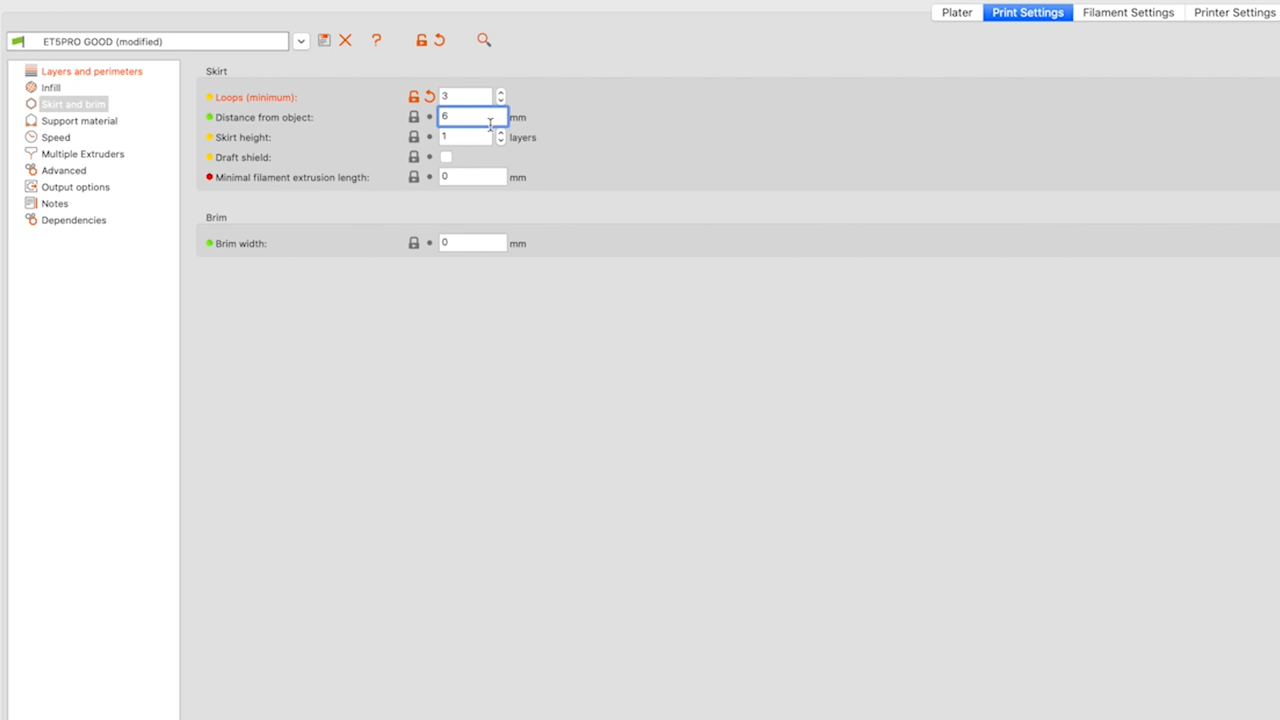 Plater Print Settings Filament Settings Printer Settings
ET5PRO GOOD (modified) ?
Layers and perimeters
Infill
Skirt and brim
Support material
Speed
Multiple Extruders
Advanced
Output options
Notes
Dependencies
Skirt
Loops (minimum): 3
Distance from object: 6 mm
Skirt height: 1 layers
Draft shield:
Minimal filament extrusion length: 0 mm
Brim
Brim width: 0 mm